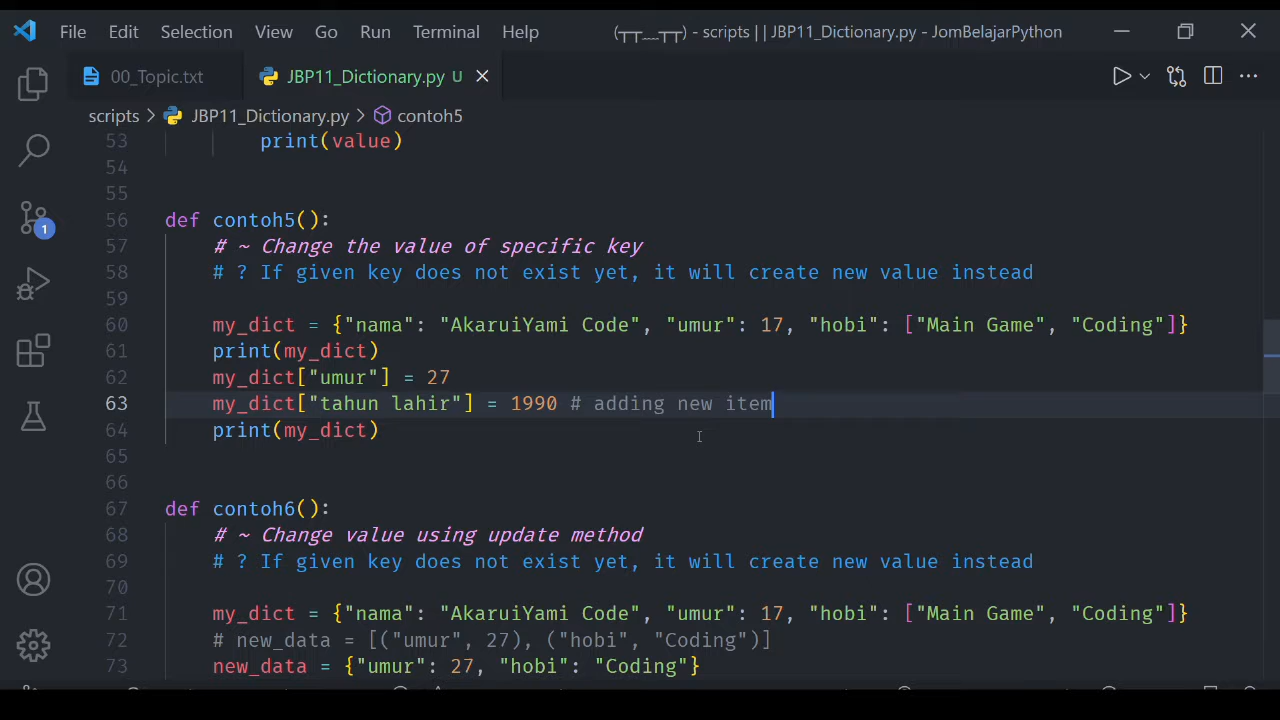 File Edit Selection View Go Run Terminal Help (┬┬﹏┬┬) - scripts || JBP11_Dictionary.py - JomBelajarPython
00_Topic.txt JBP11_Dictionary.py U
scripts > JBP11_Dictionary.py > contoh5
53 print(value)
54
55
56 def contoh5():
57 # ~ Change the value of specific key
58 # ? If given key does not exist yet, it will create new value instead
59
60 my_dict = {"nama": "AkaruiYami Code", "umur": 17, "hobi": ["Main Game", "Coding"]}
61 print(my_dict)
62 my_dict["umur"] = 27
63 my_dict["tahun lahir"] = 1990 # adding new item
64 print(my_dict)
65
66
67 def contoh6():
68 # ~ Change value using update method
69 # ? If given key does not exist yet, it will create new value instead
70
71 my_dict = {"nama": "AkaruiYami Code", "umur": 17, "hobi": ["Main Game", "Coding"]}
72 # new_data = [("umur", 27), ("hobi", "Coding")]
73 new_data = {"umur": 27, "hobi": "Coding"}
1